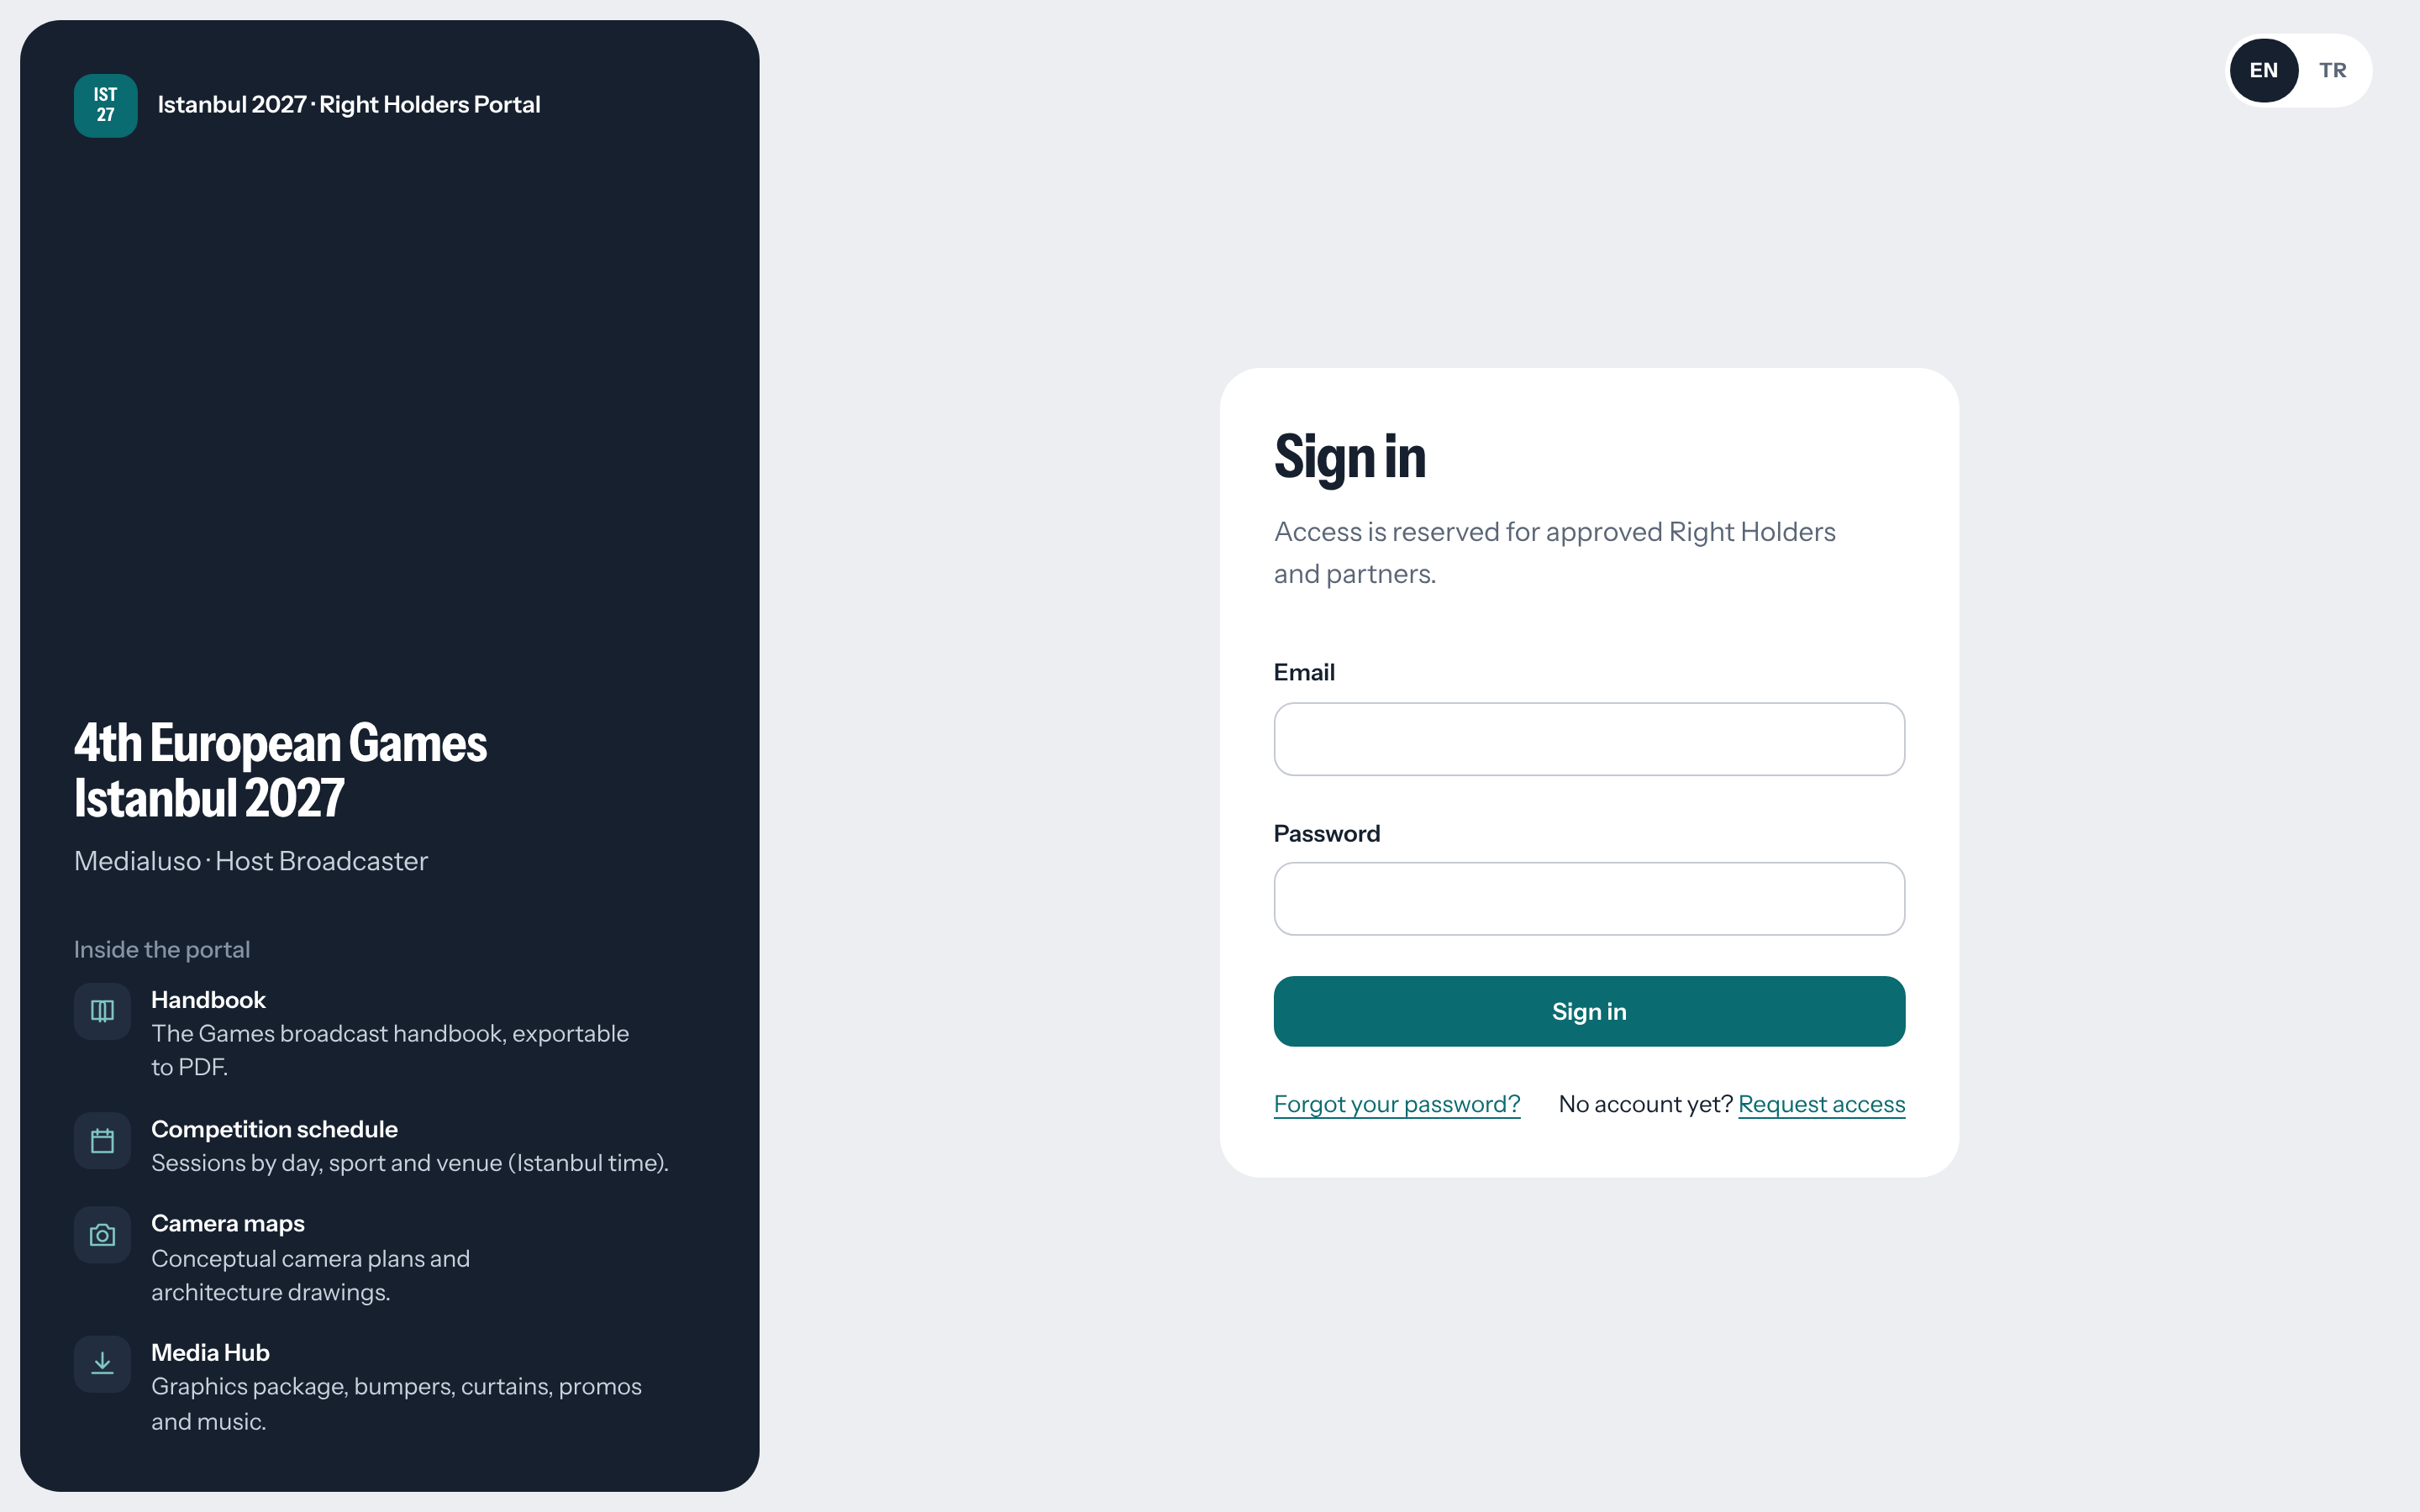 IST
27
Istanbul 2027 · Right Holders Portal
EN
TR
4th European Games
Istanbul 2027
Medialuso · Host Broadcaster
Inside the portal
Handbook
The Games broadcast handbook, exportable
to PDF.
Competition schedule
Sessions by day, sport and venue (Istanbul time).
Camera maps
Conceptual camera plans and
architecture drawings.
Media Hub
Graphics package, bumpers, curtains, promos
and music.
Sign in
Access is reserved for approved Right Holders
and partners.
Email
Password
Sign in
Forgot your password?
No account yet? Request access